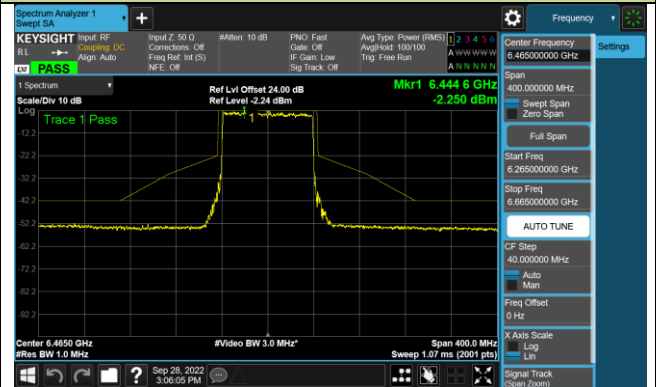 Spectrum Analyzer 1
Swept SA
Frequency
KEYSIGHT
Input: RF
Input Z: 50 Ω
#Atten: 10 dB
PNO: Fast
Avg Type: Power (RMS)
1 2 3 4 5 6
RL
Coupling: DC
Corrections: Off
Gate: Off
Avg|Hold: 100/100
A W W W W W
Align: Auto
Freq Ref: Int (S)
IF Gain: Low
Trig: Free Run
NFE: Off
Sig Track: Off
A N N N N N
LXI
PASS
1 Spectrum
Scale/Div 10 dB
Ref Lvl Offset 24.00 dB
Ref Level -2.24 dBm
Mkr1 6.444 6 GHz
-2.250 dBm
Log
Trace 1 Pass
1
-12.2
-22.2
-32.2
-42.2
-52.2
-62.2
-72.2
-82.2
-92.2
Center 6.4650 GHz
#Video BW 3.0 MHz*
Span 400.0 MHz
#Res BW 1.0 MHz
Sweep 1.07 ms (2001 pts)
?
Sep 28, 2022
3:06:05 PM
Center Frequency
6.465000000 GHz
Settings
Span
400.000000 MHz
Swept Span
Zero Span
Full Span
Start Freq
6.265000000 GHz
Stop Freq
6.665000000 GHz
AUTO TUNE
CF Step
40.000000 MHz
Auto
Man
Freq Offset
0 Hz
X Axis Scale
Log
Lin
Signal Track
(Span Zoom)